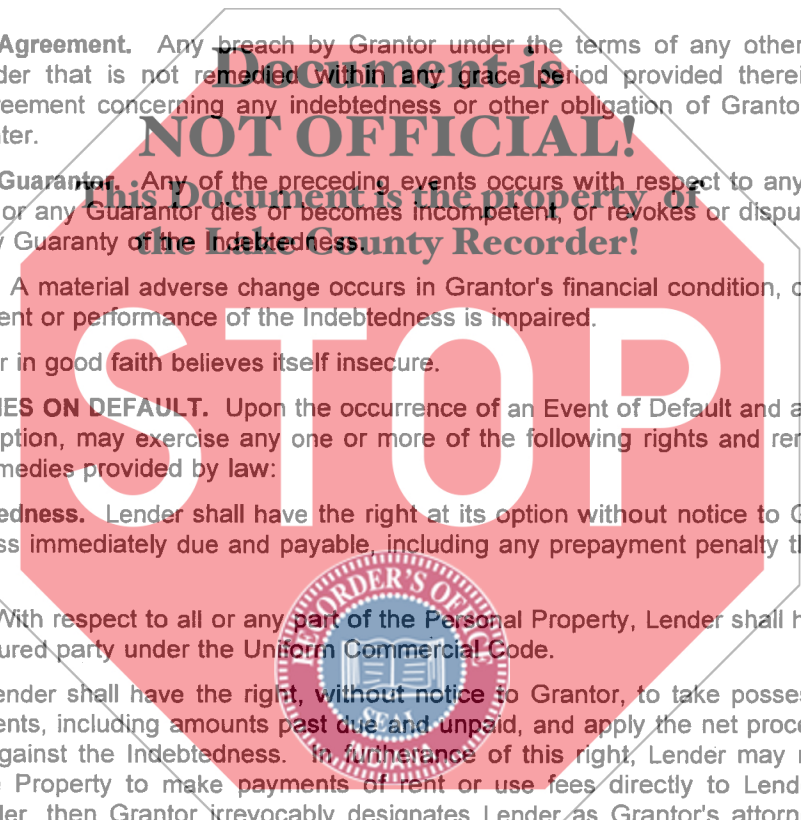 Agreement. Any breach by Grantor under the terms of any other
der that is not remedied within any grace period provided therei
reement concerning any indebtedness or other obligation of Grantor
ter.
Guarantor. Any of the preceding events occurs with respect to any
or any Guarantor dies or becomes incompetent, or revokes or disput
y Guaranty of the Indebtedness.
A material adverse change occurs in Grantor's financial condition, o
ent or performance of the Indebtedness is impaired.
r in good faith believes itself insecure.
IES ON DEFAULT. Upon the occurrence of an Event of Default and a
ption, may exercise any one or more of the following rights and rem
medies provided by law:
edness. Lender shall have the right at its option without notice to G
ss immediately due and payable, including any prepayment penalty th
With respect to all or any part of the Personal Property, Lender shall h
ured party under the Uniform Commercial Code.
ender shall have the right, without notice to Grantor, to take posses
ents, including amounts past due and unpaid, and apply the net proce
gainst the Indebtedness. In furtherance of this right, Lender may r
e Property to make payments of rent or use fees directly to Lend
der, then Grantor irrevocably designates Lender as Grantor's attorn
Document is
NOT OFFICIAL!
This Document is the property of
the Lake County Recorder!
STOP
RECORDER'S OFFICE
SEAL
INDIANA